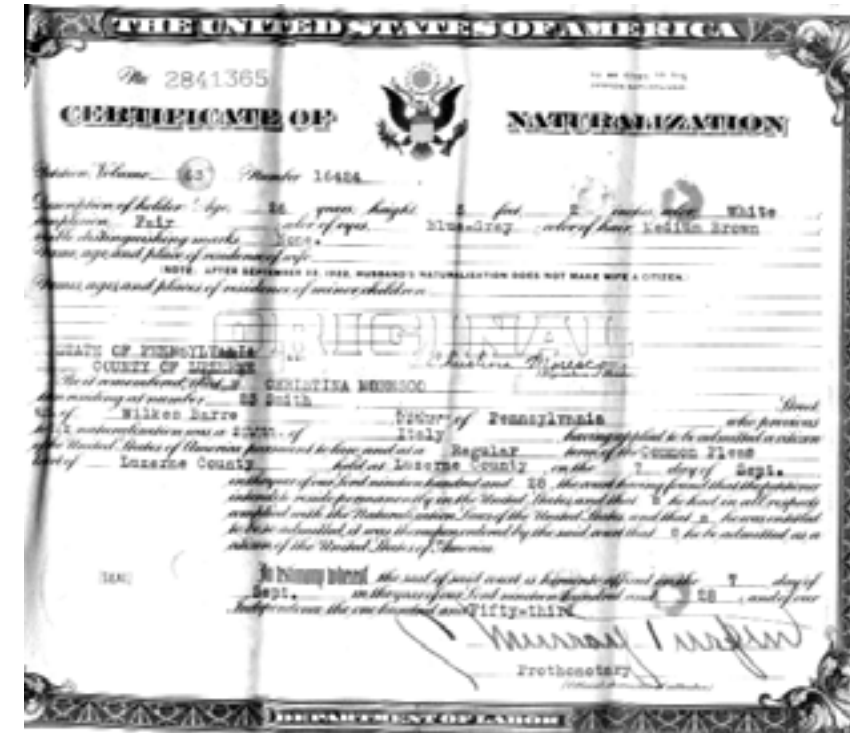 THE UNITED STATES OF AMERICA
No. 2841365
CERTIFICATE OF NATURALIZATION
Petition, Volume 63 Number 16424
Description of holder: Age, 26 years; height, 5 feet, 2 inches; color, White;
complexion, Fair color of eyes, Blue-Gray color of hair, Medium Brown
visible distinguishing marks, None.
Name, age, and place of residence of wife
(NOTE: AFTER SEPTEMBER 22, 1922, HUSBAND'S NATURALIZATION DOES NOT MAKE WIFE A CITIZEN.)
Names, ages, and places of residence of minor children
ORIGINAL
STATE OF PENNSYLVANIA
COUNTY OF LUZERNE
Christina
Be it remembered, that CHRISTINA
residing at number Smith Street
of Wilkes Barre of Pennsylvania who previous
to naturalization was a of Italy having applied to be admitted a citizen
of the United States of America pursuant to law, and at a Regular term of the Common Pleas
Court of Luzerne County held at Luzerne County on the 7 day of Sept.
in the year of our Lord nineteen hundred and 28, the court having found that the petitioner
intends to reside permanently in the United States, and that s he had in all respects
complied with the Naturalization Laws of the United States, and that s he was entitled
to be so admitted, it was thereupon ordered by the said court that s he be admitted as a
citizen of the United States of America.
(SEAL)
In testimony whereof the seal of said court is hereunto affixed on the 7 day of
Sept. in the year of our Lord nineteen hundred and 28, and of our
Independence the one hundred and Fifty-third
Prothonotary
DEPARTMENT OF LABOR